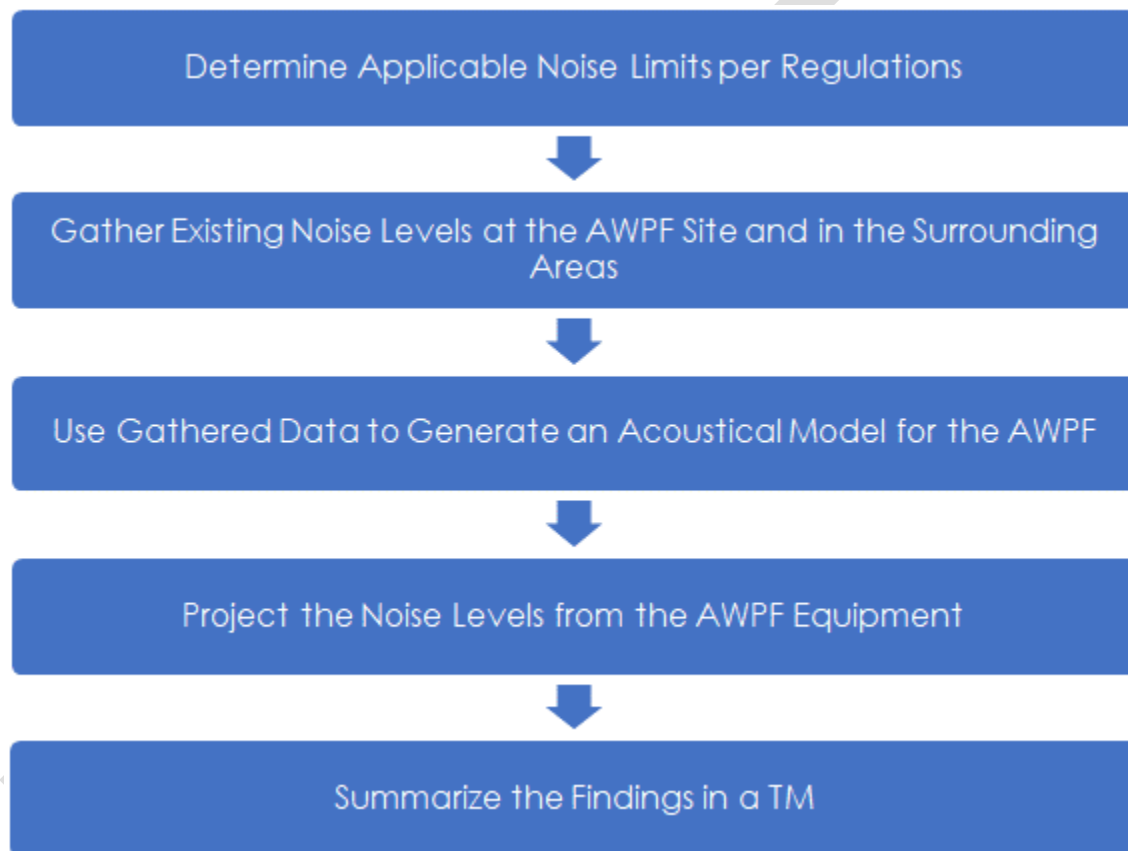 Determine Applicable Noise Limits per Regulations
Gather Existing Noise Levels at the AWPF Site and in the Surrounding
Areas
Use Gathered Data to Generate an Acoustical Model for the AWPF
Project the Noise Levels from the AWPF Equipment
Summarize the Findings in a TM